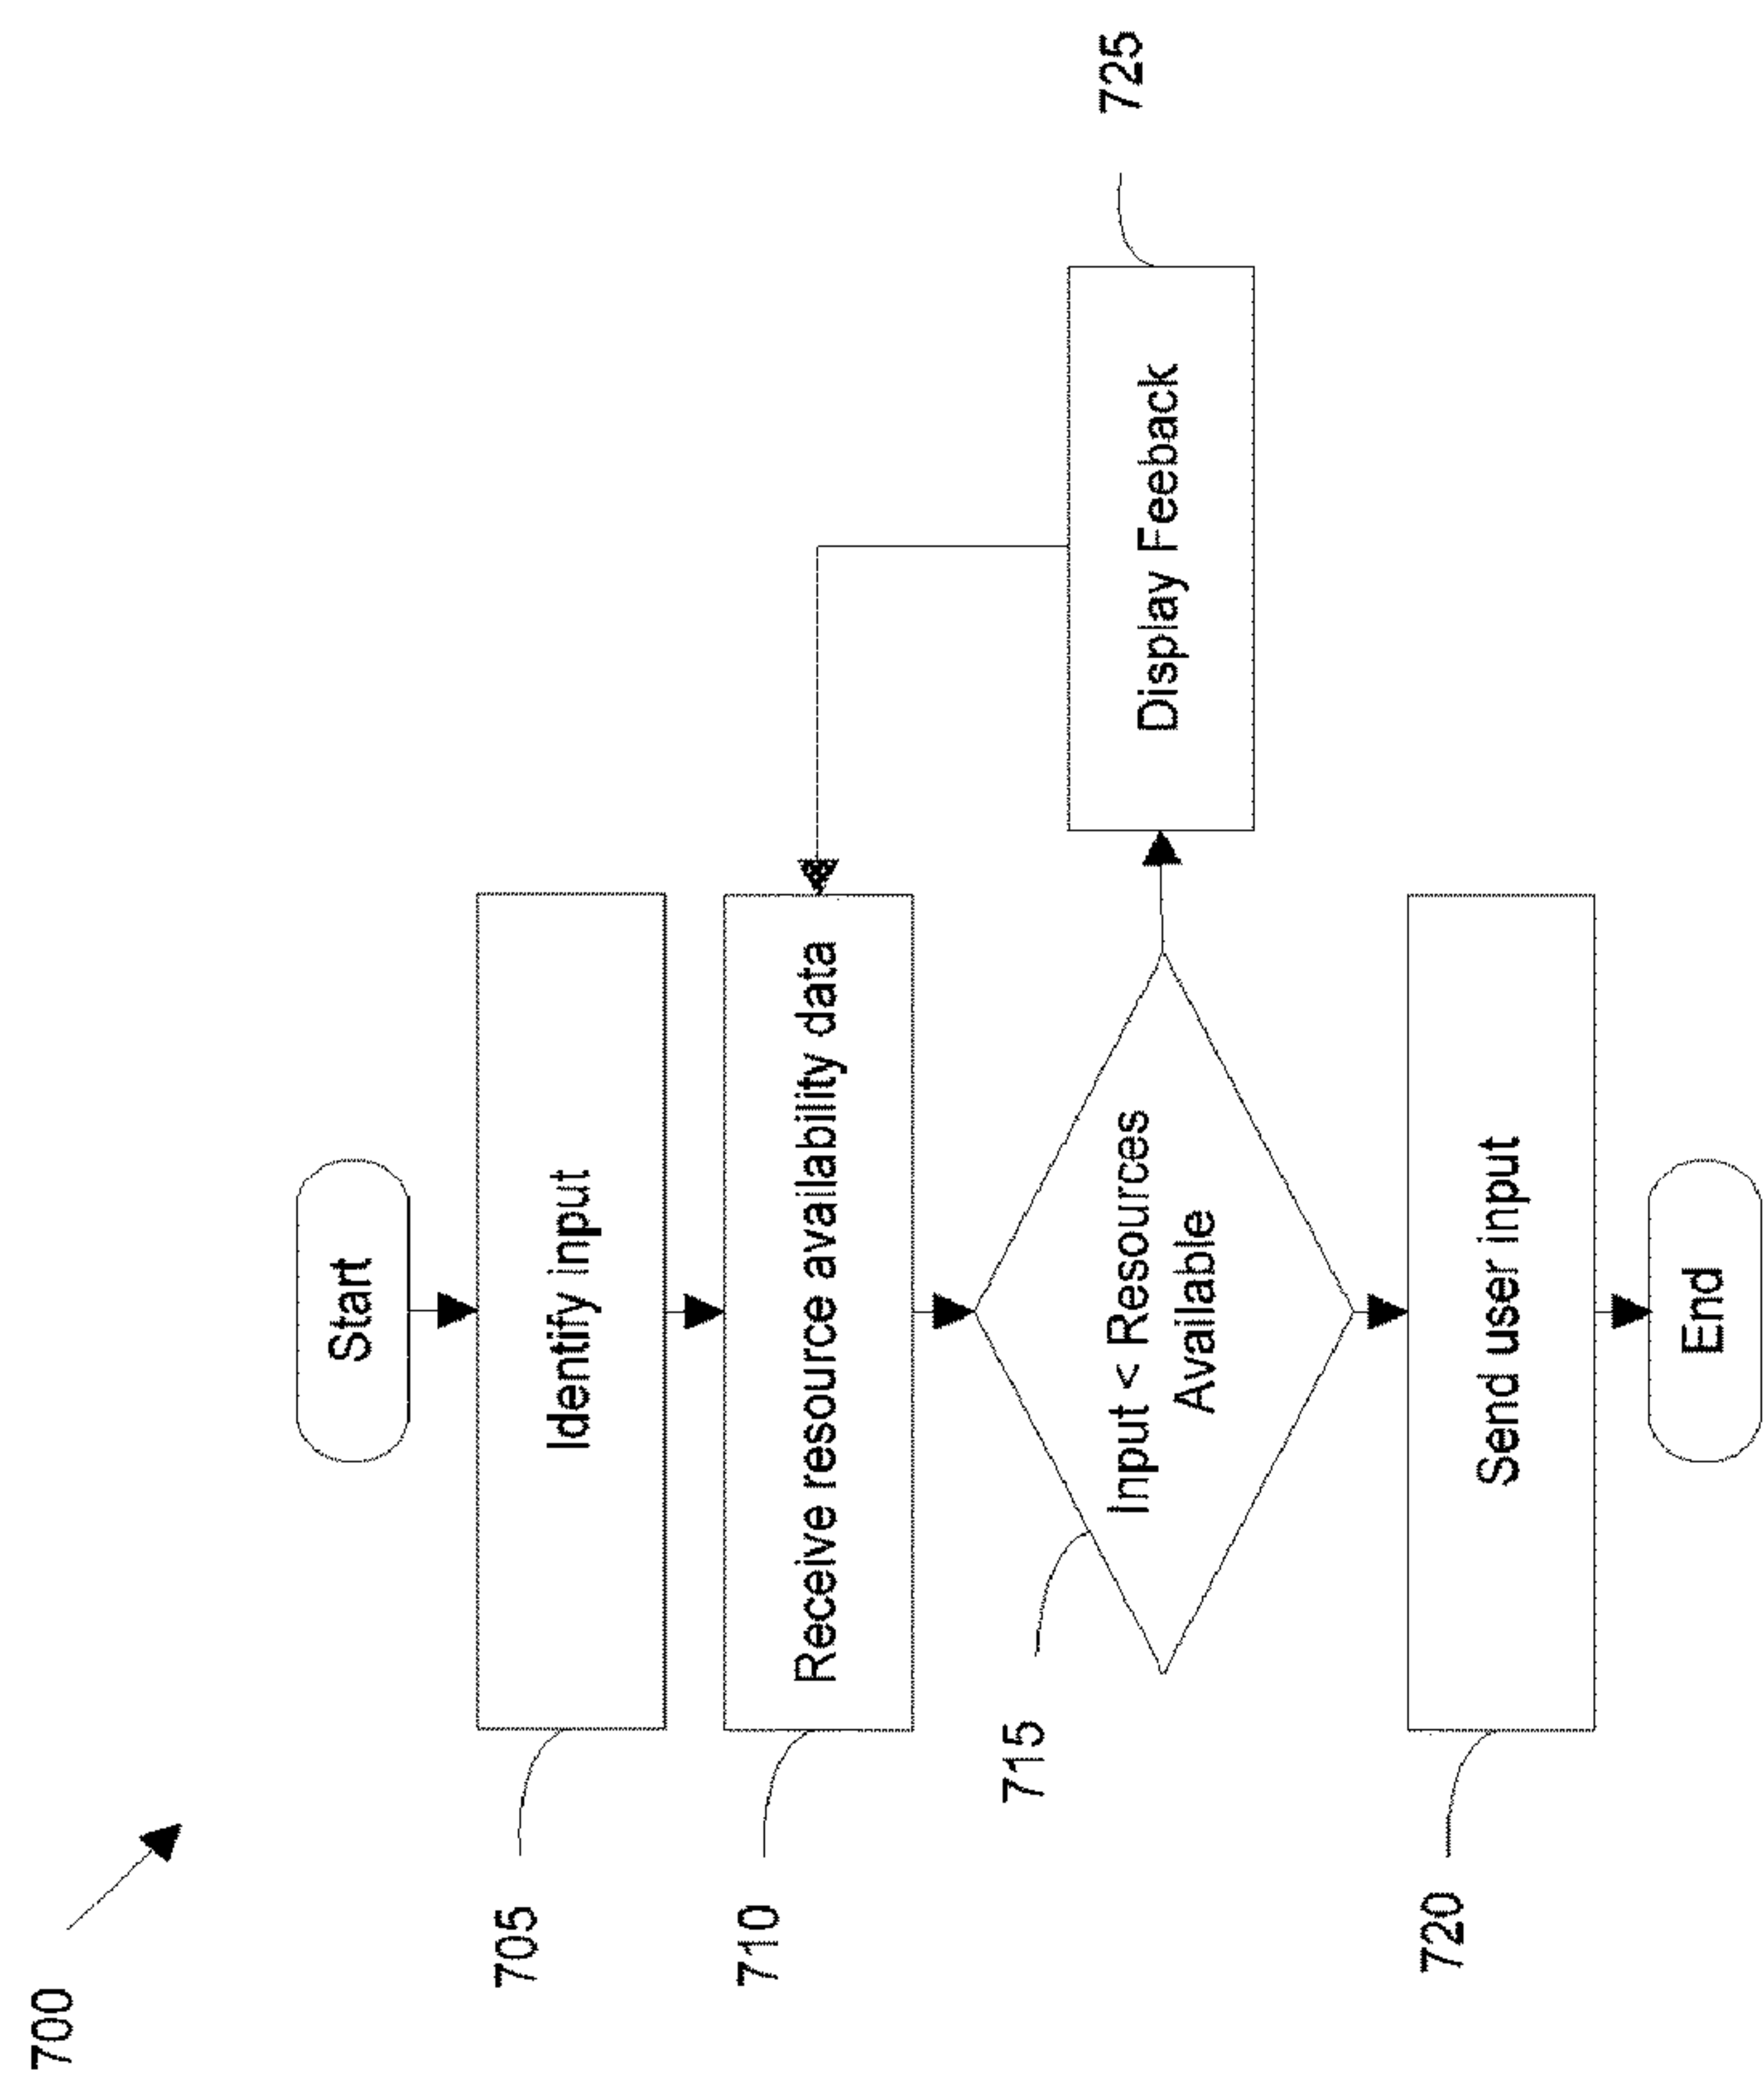 700
Start
705
Identify input
710
Receive resource availability data
715
Input < Resources
Available
725
Display Feeback
720
Send user input
End